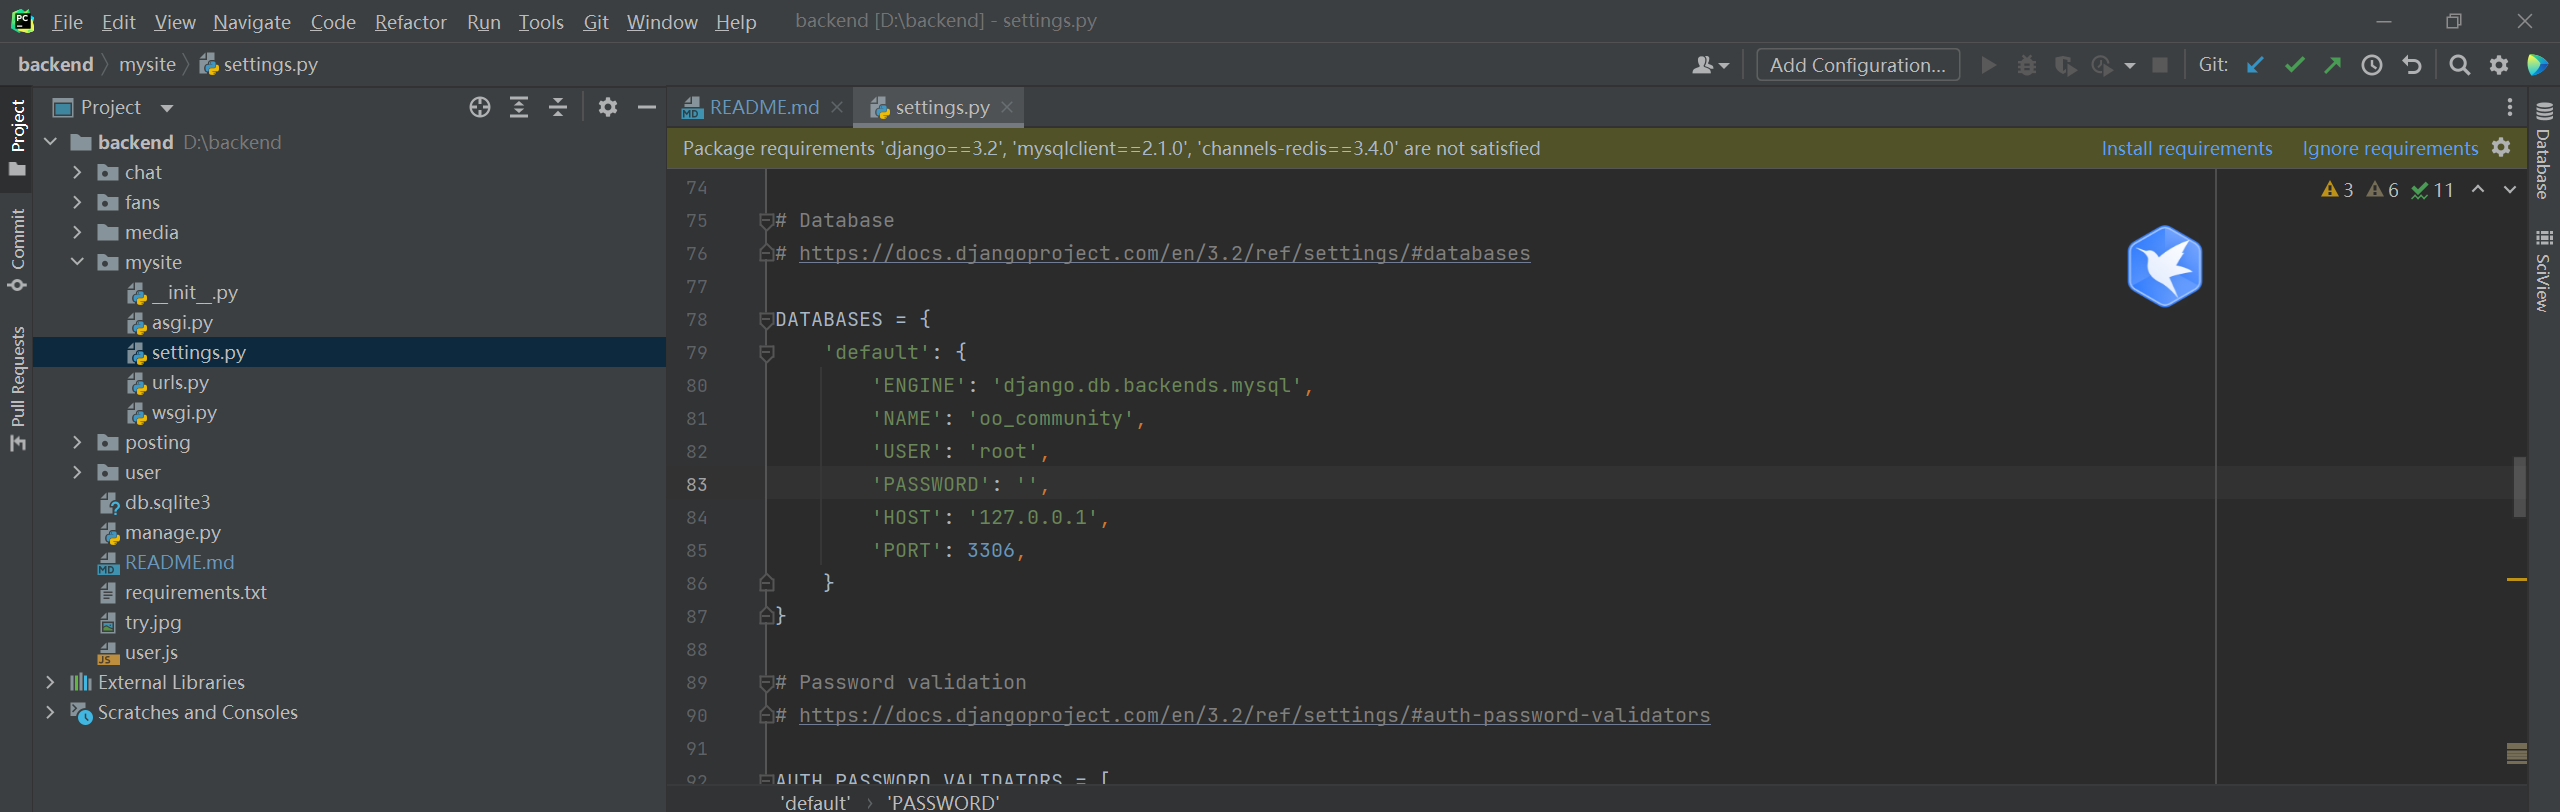 File Edit View Navigate Code Refactor Run Tools Git Window Help backend [D:\backend] - settings.py
backend mysite settings.py Add Configuration... Git:
Project
README.md settings.py
Package requirements 'django==3.2', 'mysqlclient==2.1.0', 'channels-redis==3.4.0' are not satisfied Install requirements Ignore requirements
3 6 11
Project
Commit
Pull Requests
Database
SciView
backend D:\backend
chat
fans
media
mysite
__init__.py
asgi.py
settings.py
urls.py
wsgi.py
posting
user
db.sqlite3
manage.py
README.md
requirements.txt
try.jpg
user.js
External Libraries
Scratches and Consoles
74
75 # Database
76 # https://docs.djangoproject.com/en/3.2/ref/settings/#databases
77
78 DATABASES = {
79 'default': {
80 'ENGINE': 'django.db.backends.mysql',
81 'NAME': 'oo_community',
82 'USER': 'root',
83 'PASSWORD': '',
84 'HOST': '127.0.0.1',
85 'PORT': 3306,
86 }
87 }
88
89 # Password validation
90 # https://docs.djangoproject.com/en/3.2/ref/settings/#auth-password-validators
91
92 AUTH_PASSWORD_VALIDATORS = [
'default' › 'PASSWORD'